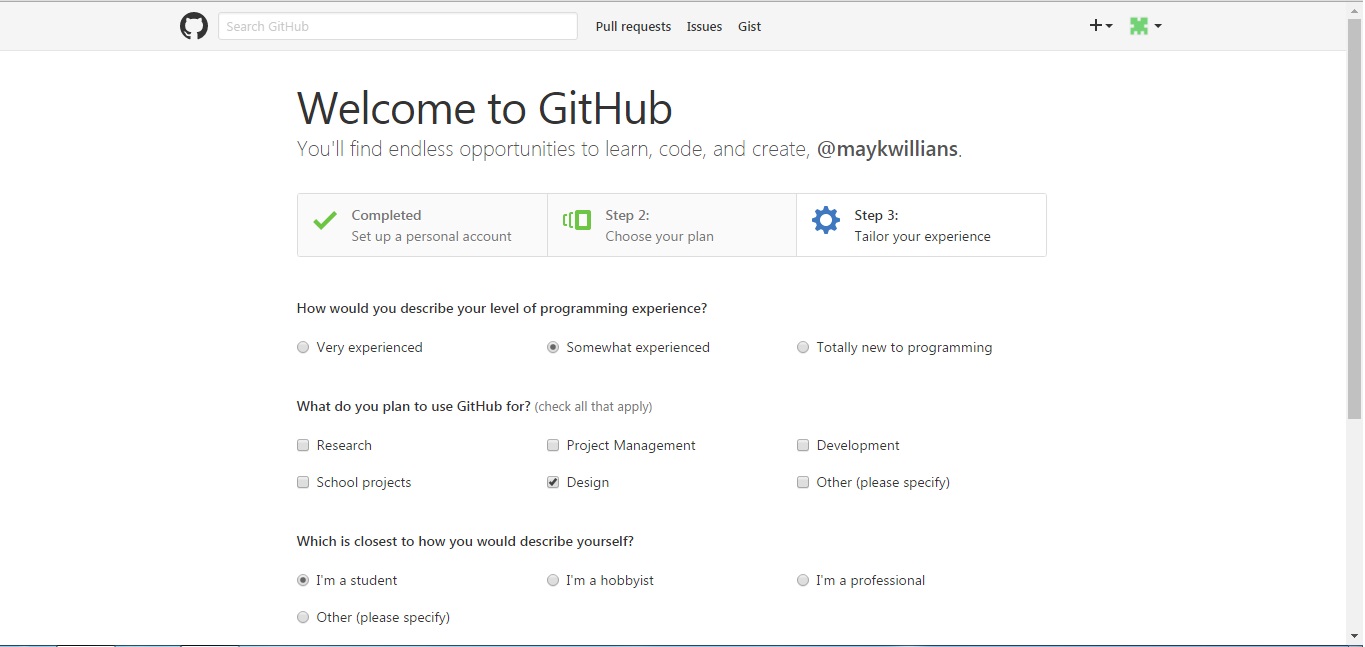 Search GitHub Pull requests Issues Gist
Welcome to GitHub
You'll find endless opportunities to learn, code, and create, @maykwillians.
Completed
Set up a personal account
Step 2:
Choose your plan
Step 3:
Tailor your experience
How would you describe your level of programming experience?
Very experienced Somewhat experienced Totally new to programming
What do you plan to use GitHub for? (check all that apply)
Research Project Management Development
School projects Design Other (please specify)
Which is closest to how you would describe yourself?
I'm a student I'm a hobbyist I'm a professional
Other (please specify)